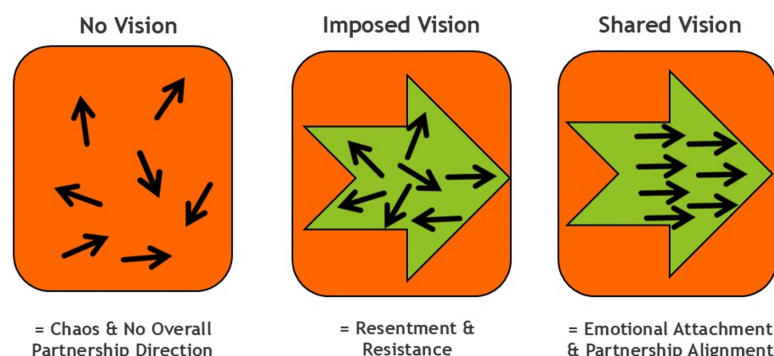 No Vision
Imposed Vision
Shared Vision
= Chaos & No Overall
Partnership Direction
= Resentment &
Resistance
= Emotional Attachment
& Partnership Alignment